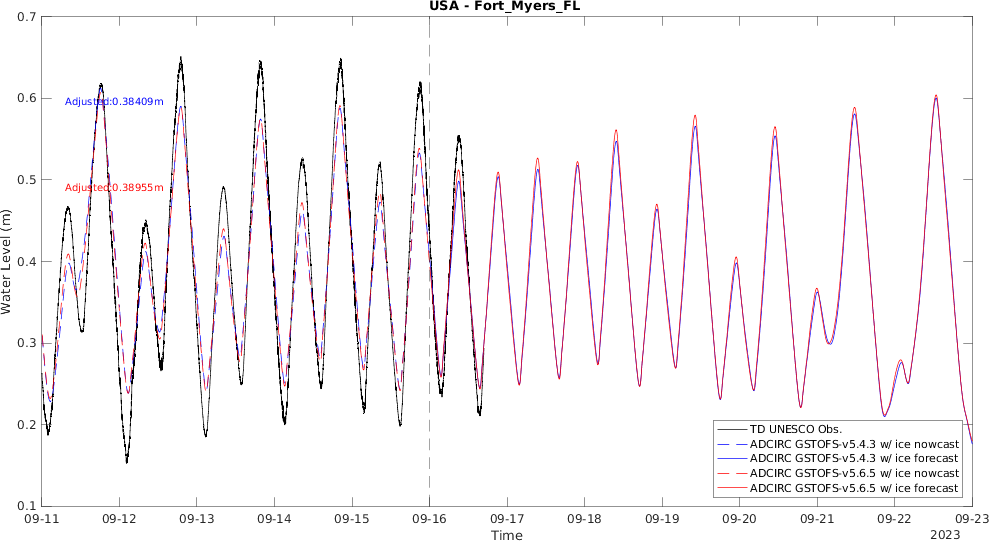 USA - Fort_Myers_FL
0.7
0.6
0.5
0.4
0.3
0.2
0.1
Water Level (m)
Adjusted:0.38409m
Adjusted:0.38955m
TD UNESCO Obs.
ADCIRC GSTOFS-v5.4.3 w/ ice nowcast
ADCIRC GSTOFS-v5.4.3 w/ ice forecast
ADCIRC GSTOFS-v5.6.5 w/ ice nowcast
ADCIRC GSTOFS-v5.6.5 w/ ice forecast
09-11 09-12 09-13 09-14 09-15 09-16 09-17 09-18 09-19 09-20 09-21 09-22 09-23
Time
2023